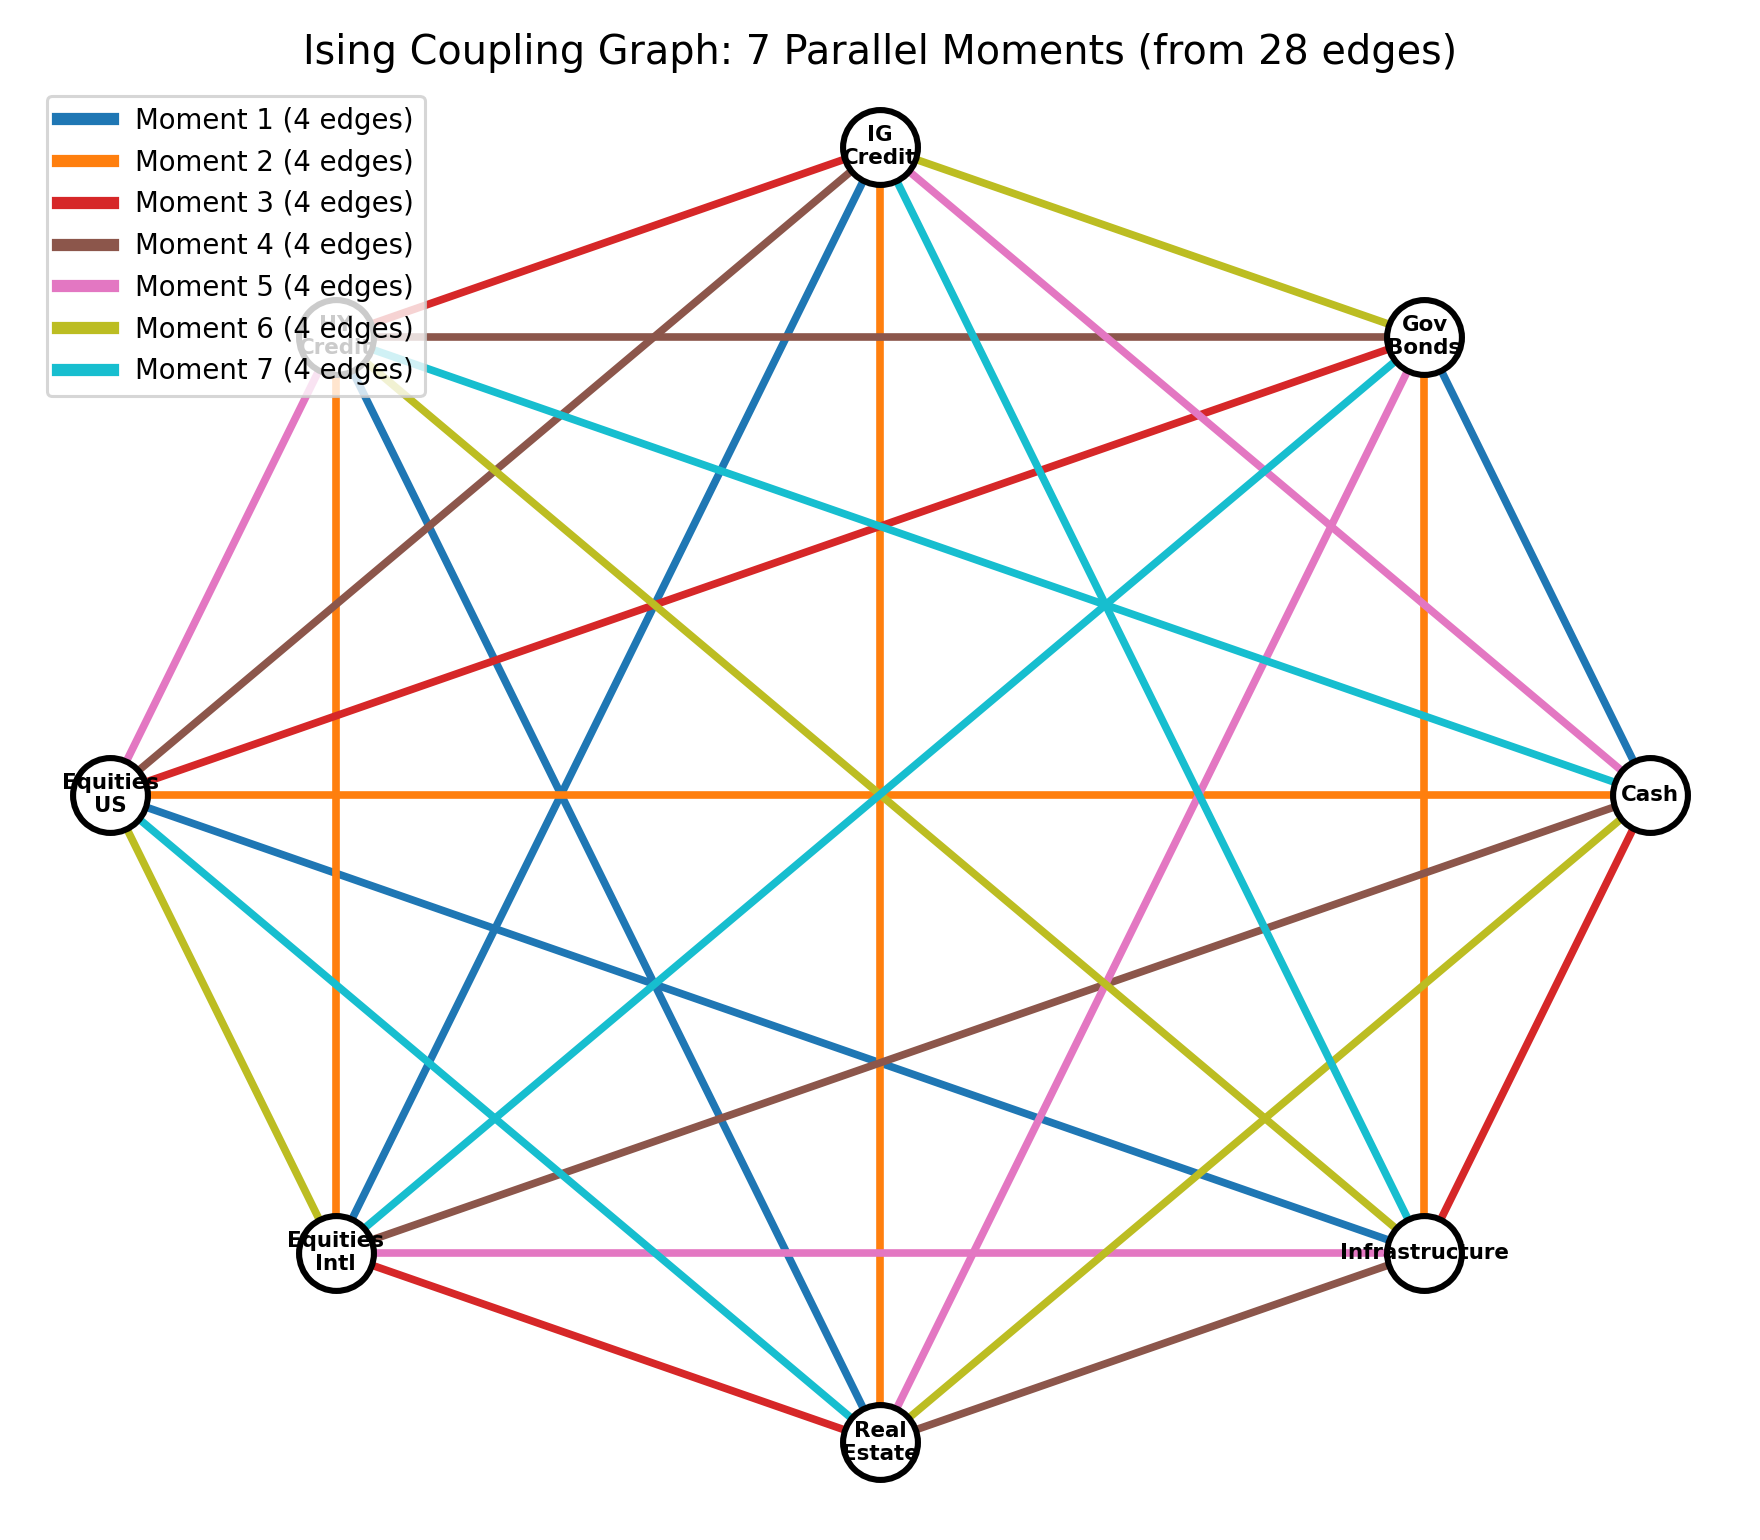 Ising Coupling Graph: 7 Parallel Moments (from 28 edges)
Moment 1 (4 edges)
Moment 2 (4 edges)
Moment 3 (4 edges)
Moment 4 (4 edges)
Moment 5 (4 edges)
Moment 6 (4 edges)
Moment 7 (4 edges)
IG
Credit
HY
Credit
Gov
Bonds
Equities
US
Cash
Equities
Intl
Infrastructure
Real
Estate